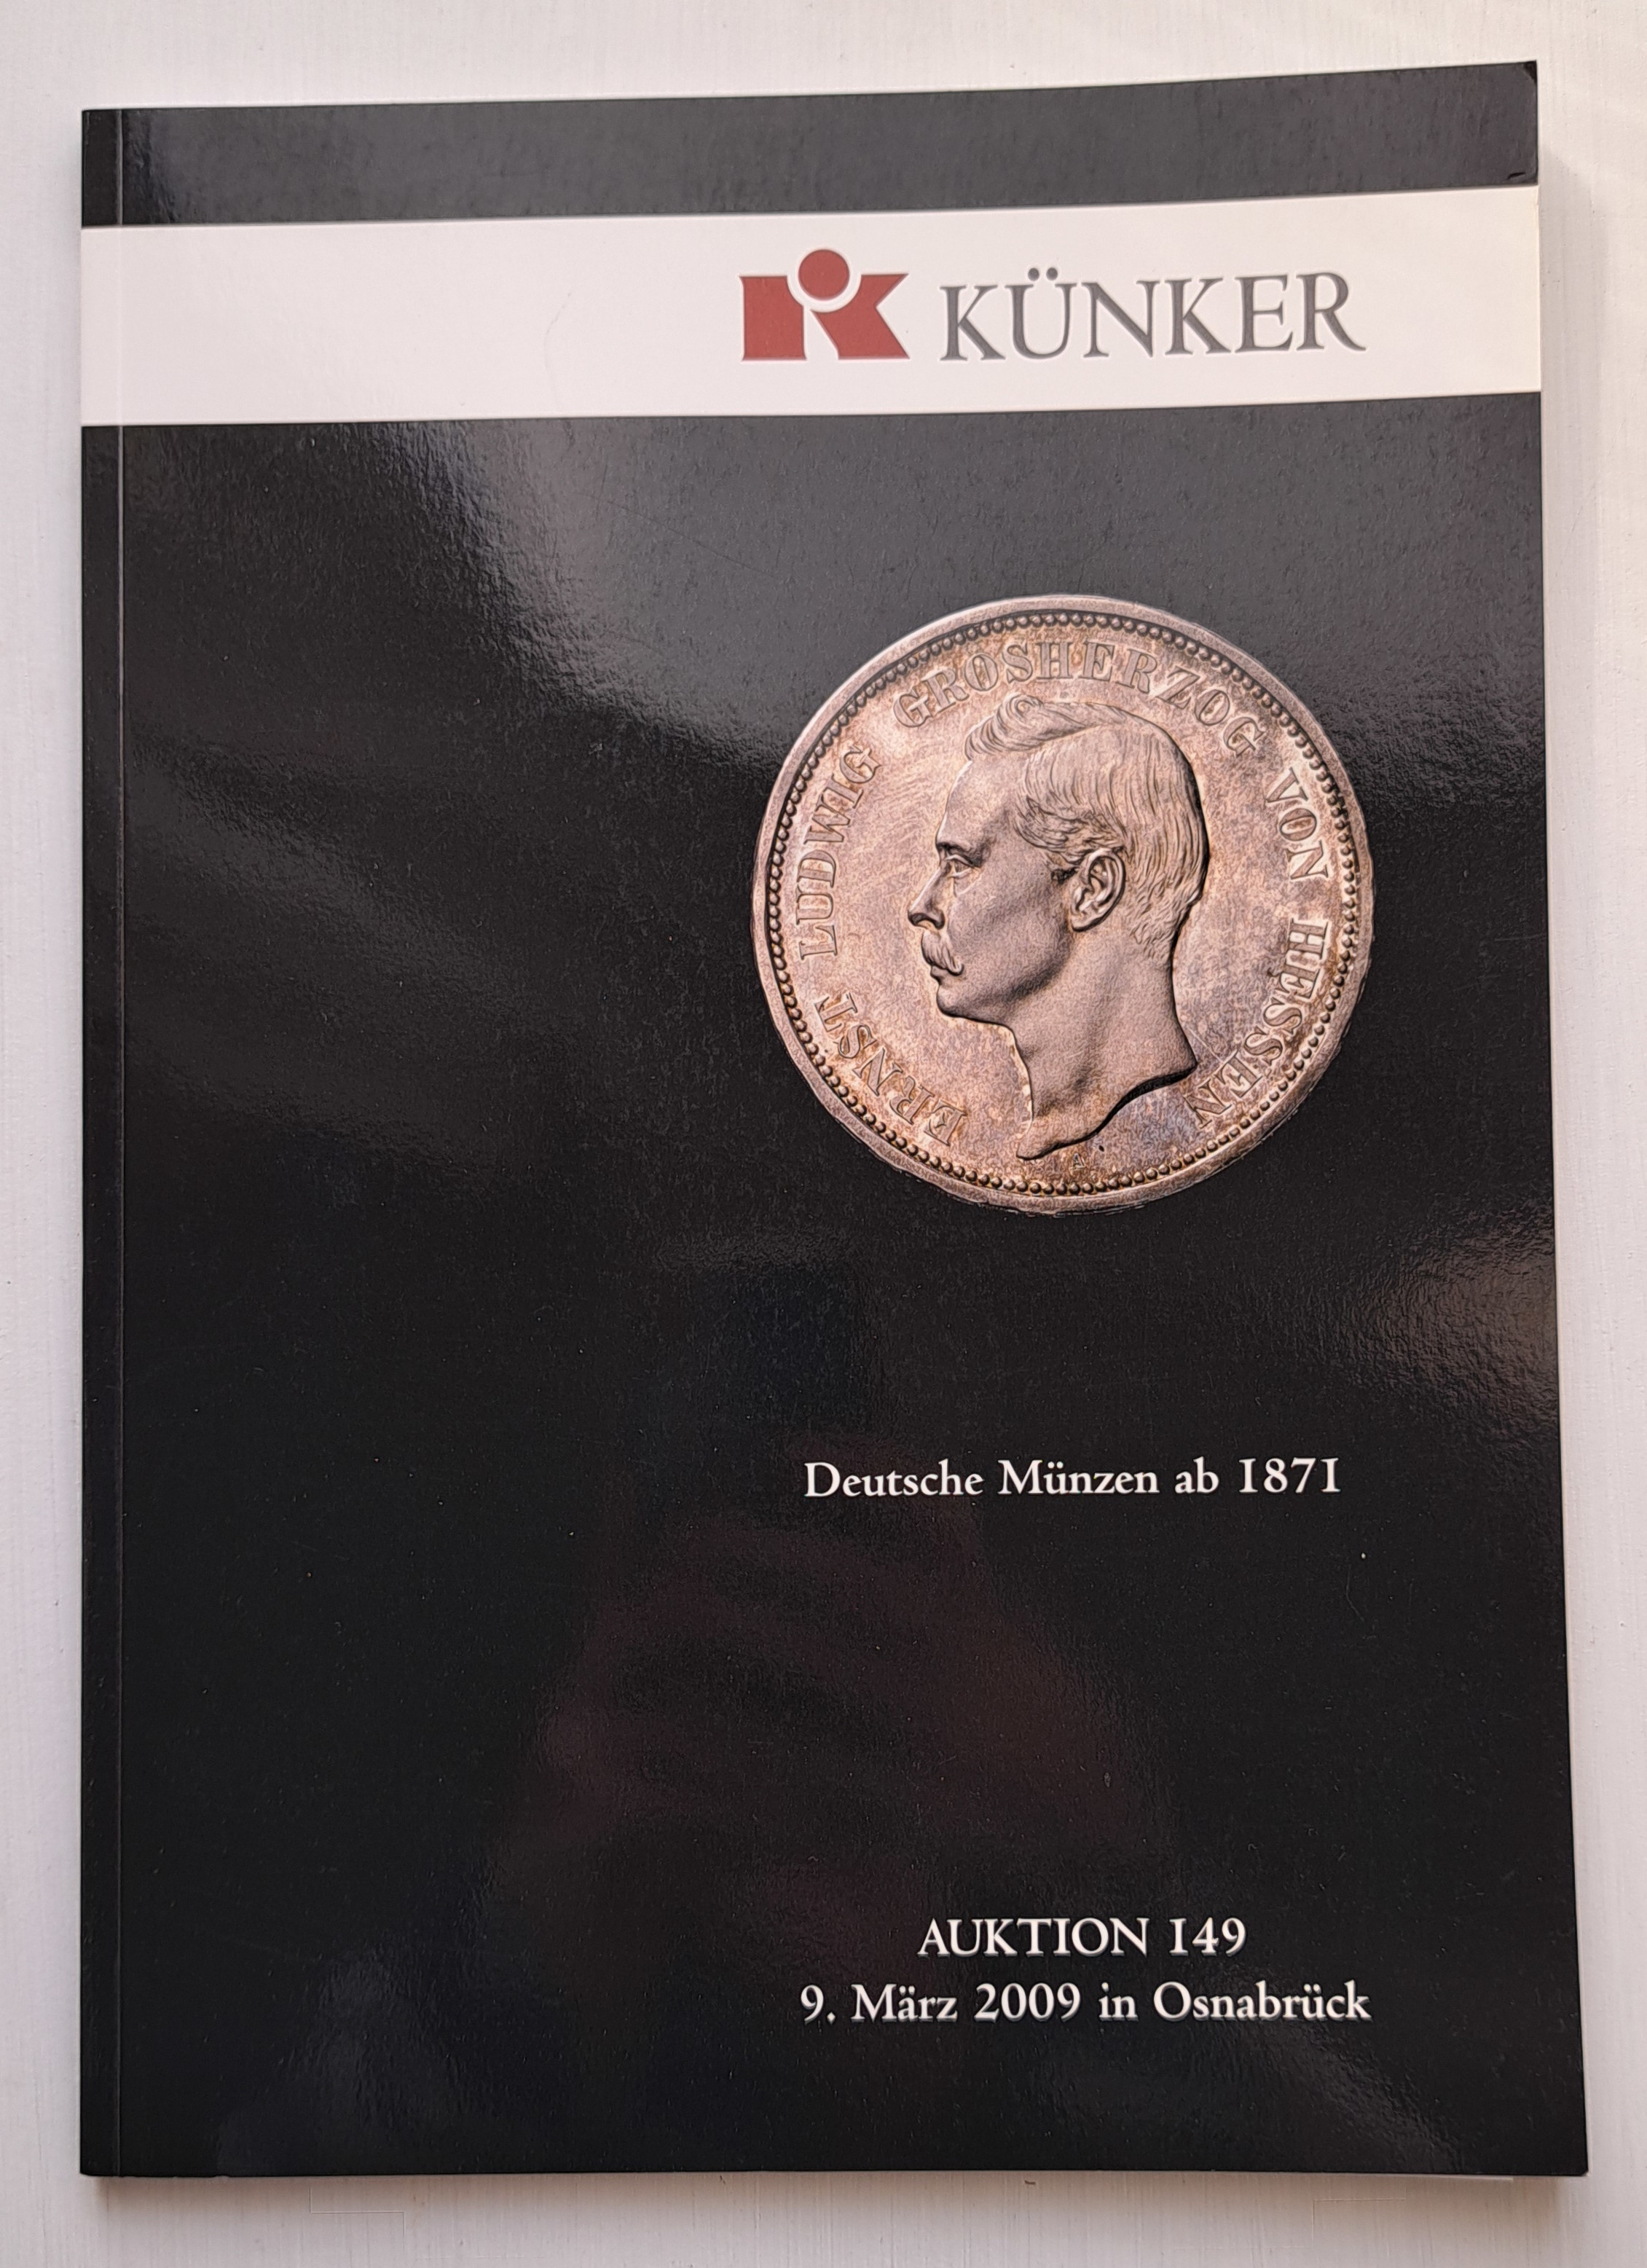 KÜNKER
ERNST LUDWIG GROSHERZOG VON HESSEN
A
Deutsche Münzen ab 1871
AUKTION 149
9. März 2009 in Osnabrück